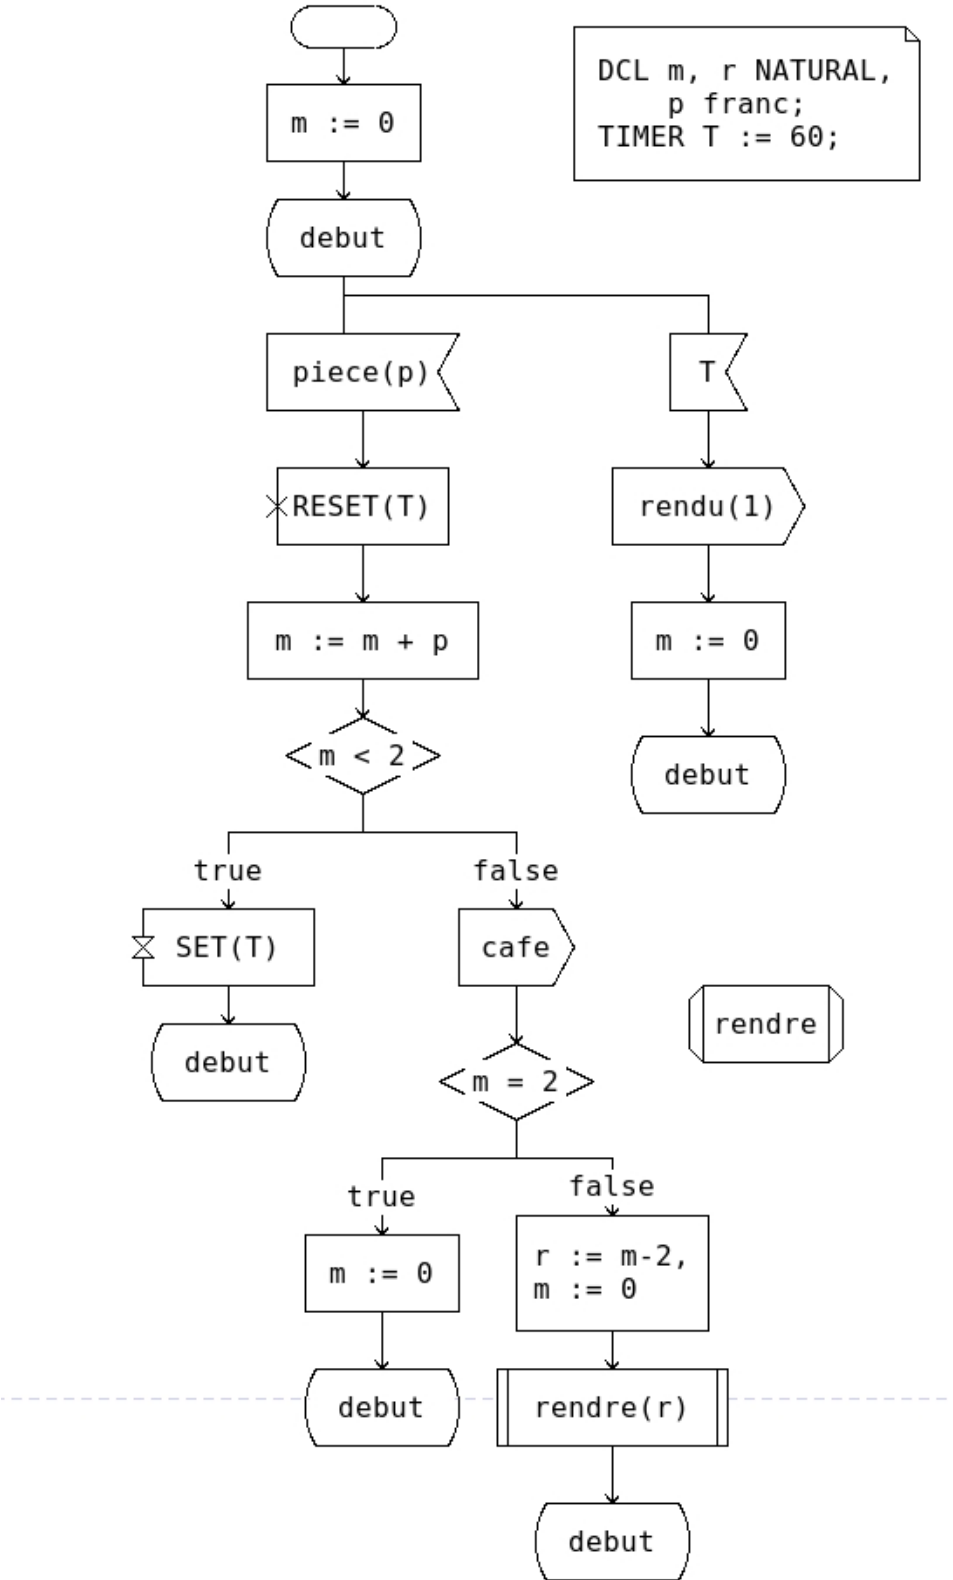 DCL m, r NATURAL,
p franc;
TIMER T := 60;
m := 0
debut
piece(p)
T
RESET(T)
rendu(1)
m := m + p
m := 0
m < 2
debut
true
false
SET(T)
cafe
rendre
debut
m = 2
true
false
m := 0
r := m-2,
m := 0
debut
rendre(r)
debut